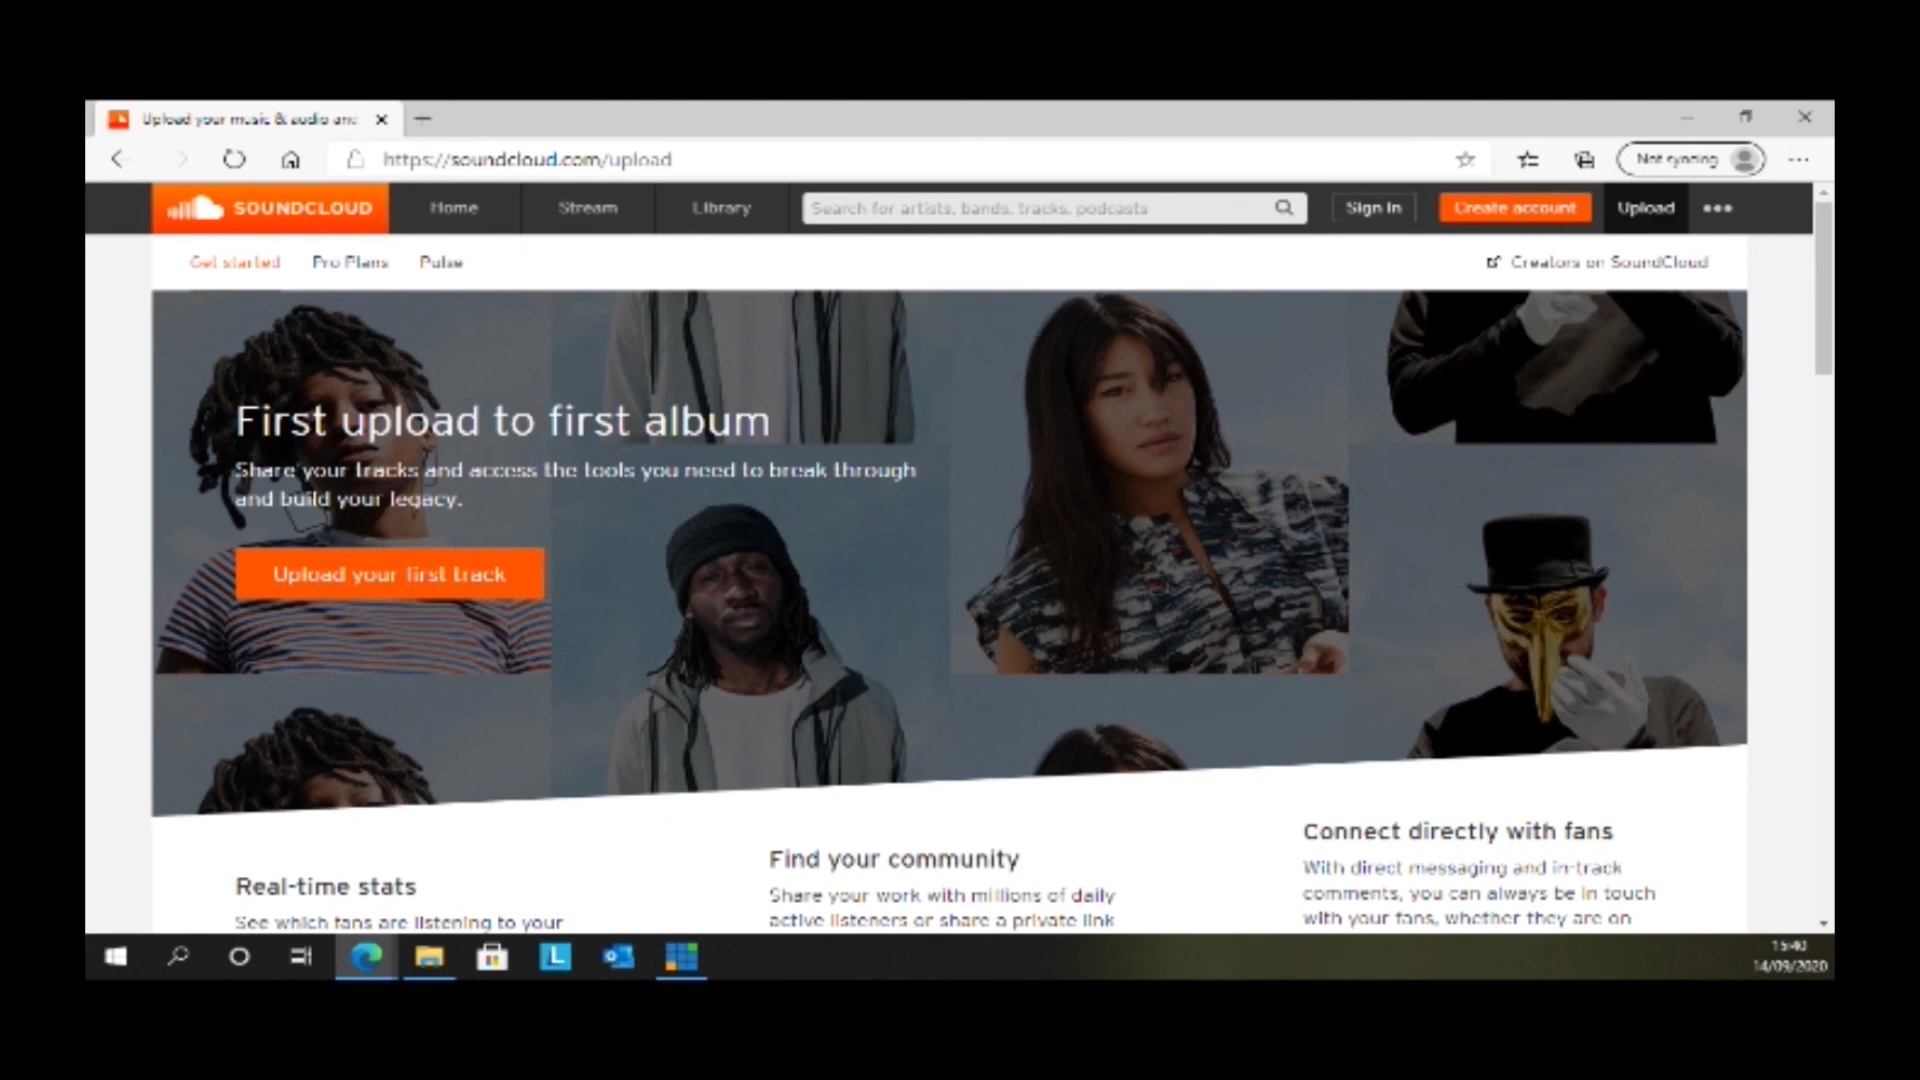 Upload your music & audio and
https://soundcloud.com/upload
Not syncing
SOUNDCLOUD
Home
Stream
Library
Search for artists, bands, tracks, podcasts
Sign in
Create account
Upload
Get started
Pro Plans
Pulse
Creators on SoundCloud
First upload to first album
Share your tracks and access the tools you need to break through
and build your legacy.
Upload your first track
Real-time stats
See which fans are listening to your
Find your community
Share your work with millions of daily
active listeners or share a private link
Connect directly with fans
With direct messaging and in-track
comments, you can always be in touch
with your fans, whether they are on
L
15:40
14/09/2020